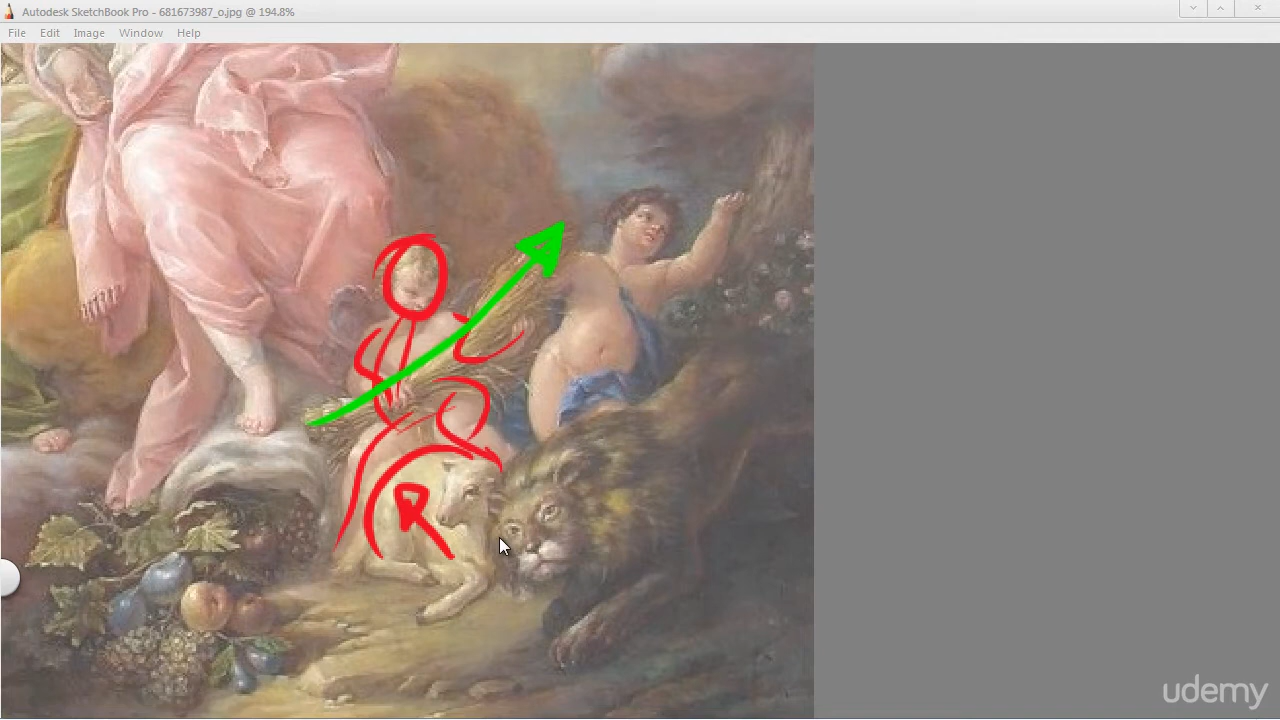 Autodesk SketchBook Pro - 681673987_o.jpg @ 194.8%
File Edit Image Window Help
udemy